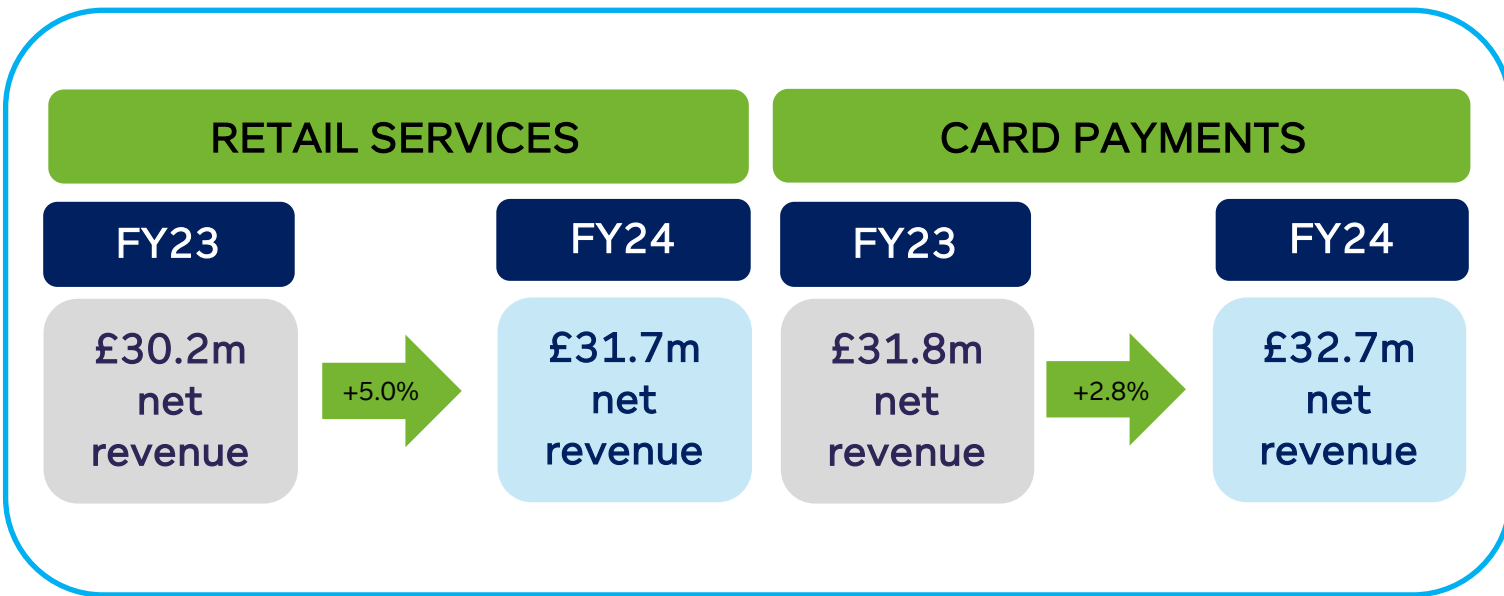 RETAIL SERVICES
CARD PAYMENTS
FY23
FY24
FY23
FY24
£30.2m
net
revenue
+5.0%
£31.7m
net
revenue
£31.8m
net
revenue
+2.8%
£32.7m
net
revenue